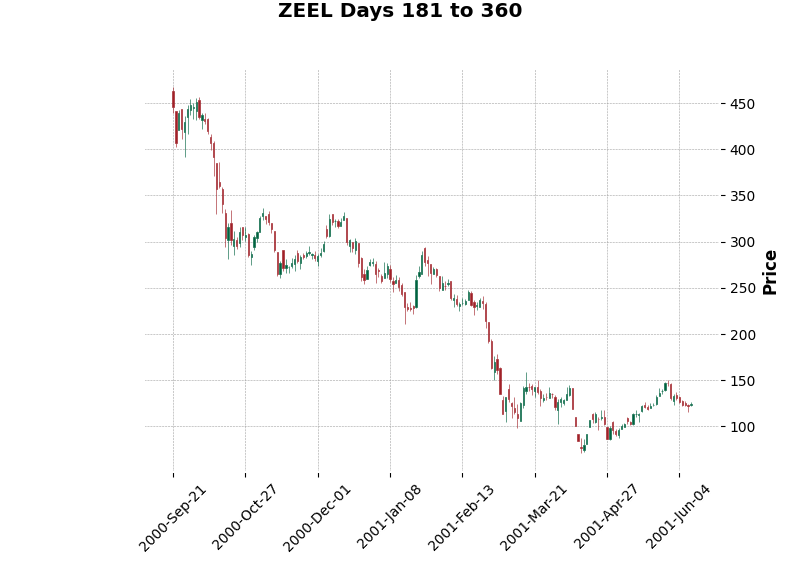 ZEEL Days 181 to 360
450
400
350
300
250
200
150
100
Price
2000-Sep-21
2000-Oct-27
2000-Dec-01
2001-Jan-08
2001-Feb-13
2001-Mar-21
2001-Apr-27
2001-Jun-04